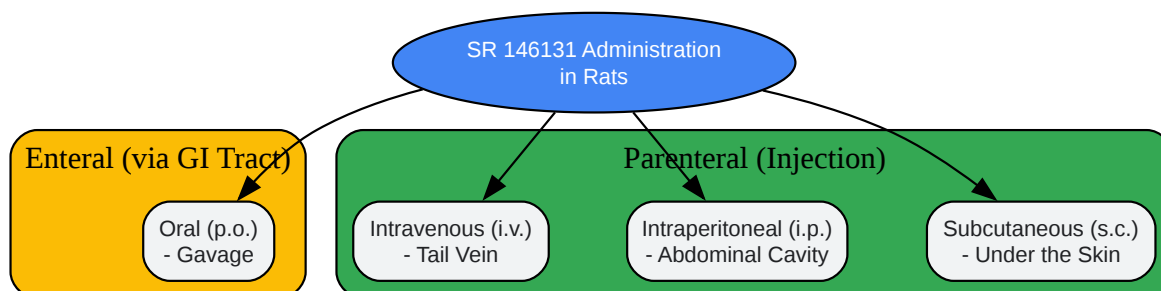 SR 146131 Administration
in Rats
Enteral (via GI Tract)
Parenteral (Injection)
Oral (p.o.)
- Gavage
Intravenous (i.v.)
- Tail Vein
Intraperitoneal (i.p.)
- Abdominal Cavity
Subcutaneous (s.c.)
- Under the Skin